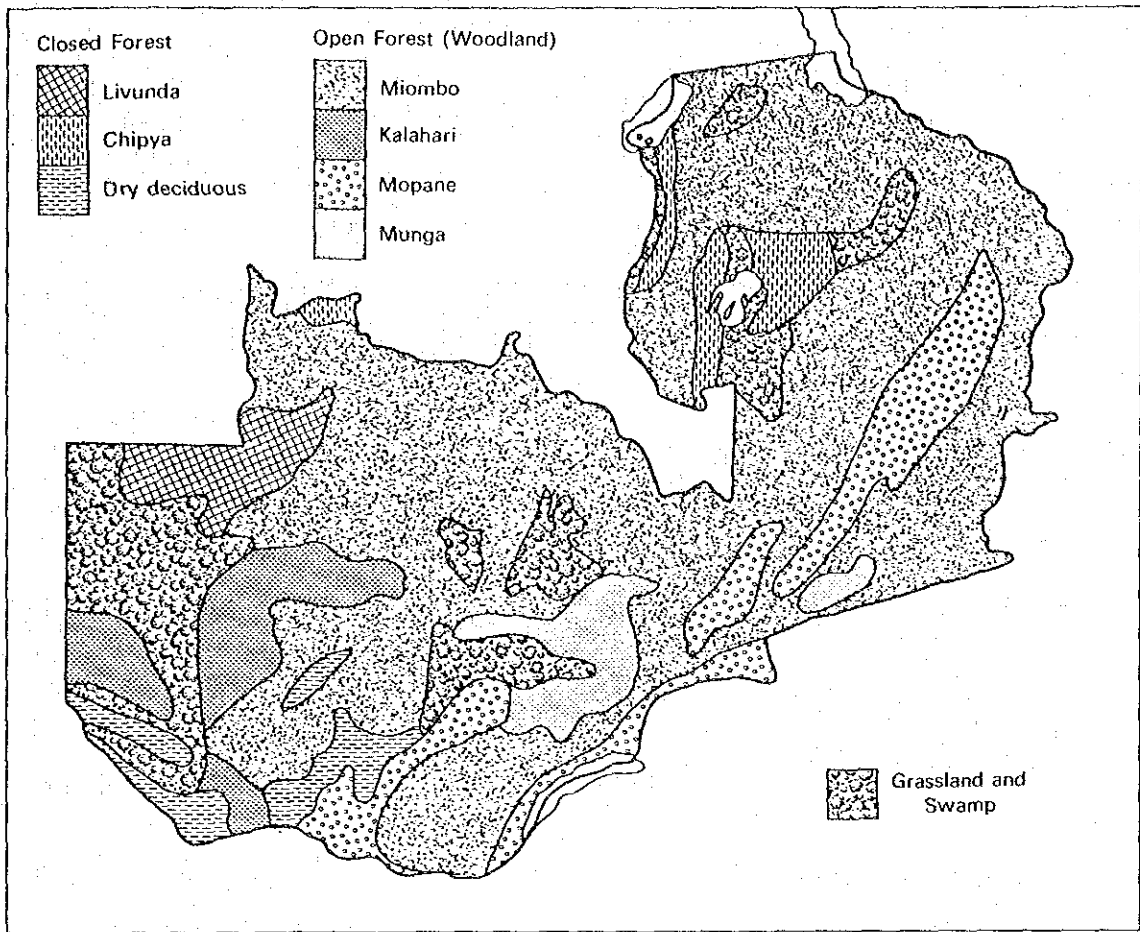 Closed Forest
Livunda
Chipya
Dry deciduous
Open Forest (Woodland)
Miombo
Kalahari
Mopane
Munga
Grassland and
Swamp